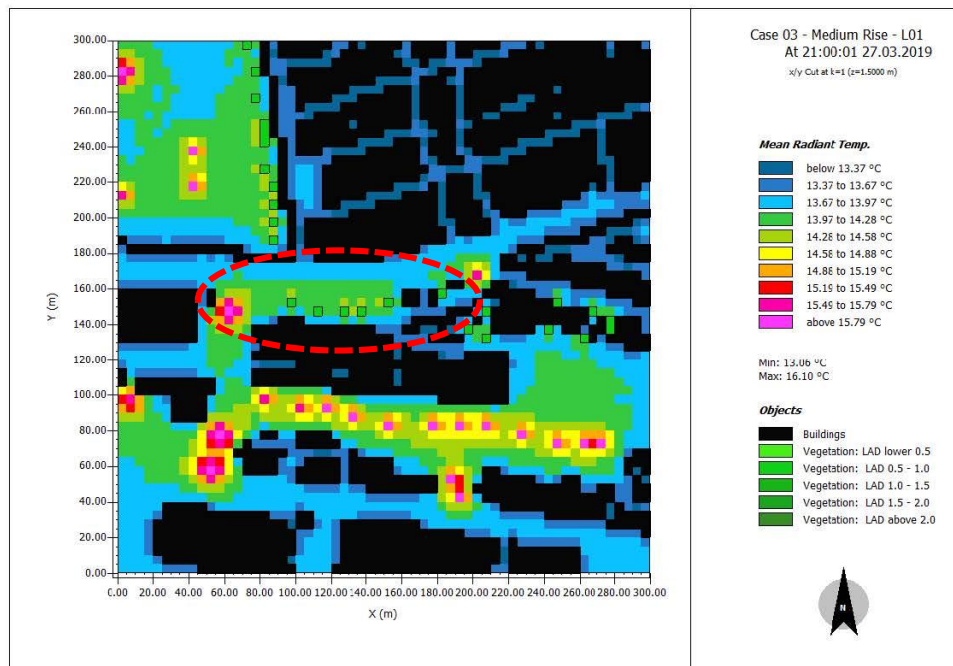 Case 03 - Medium Rise - L01
At 21:00:01 27.03.2019
x/y Cut at k=1 (z=1.5000 m)
300.00
280.00
260.00
240.00
220.00
200.00
180.00
160.00
140.00
120.00
100.00
80.00
60.00
40.00
20.00
0.00
Y (m)
0.00 20.00 40.00 60.00 80.00 100.00 120.00 140.00 160.00 180.00 200.00 220.00 240.00 260.00 280.00 300.00
X (m)
Mean Radiant Temp.
below 13.37 °C
13.37 to 13.67 °C
13.67 to 13.97 °C
13.97 to 14.28 °C
14.28 to 14.58 °C
14.58 to 14.88 °C
14.88 to 15.19 °C
15.19 to 15.49 °C
15.49 to 15.79 °C
above 15.79 °C
Min: 13.06 °C
Max: 16.10 °C
Objects
Buildings
Vegetation: LAD lower 0.5
Vegetation: LAD 0.5 - 1.0
Vegetation: LAD 1.0 - 1.5
Vegetation: LAD 1.5 - 2.0
Vegetation: LAD above 2.0
N